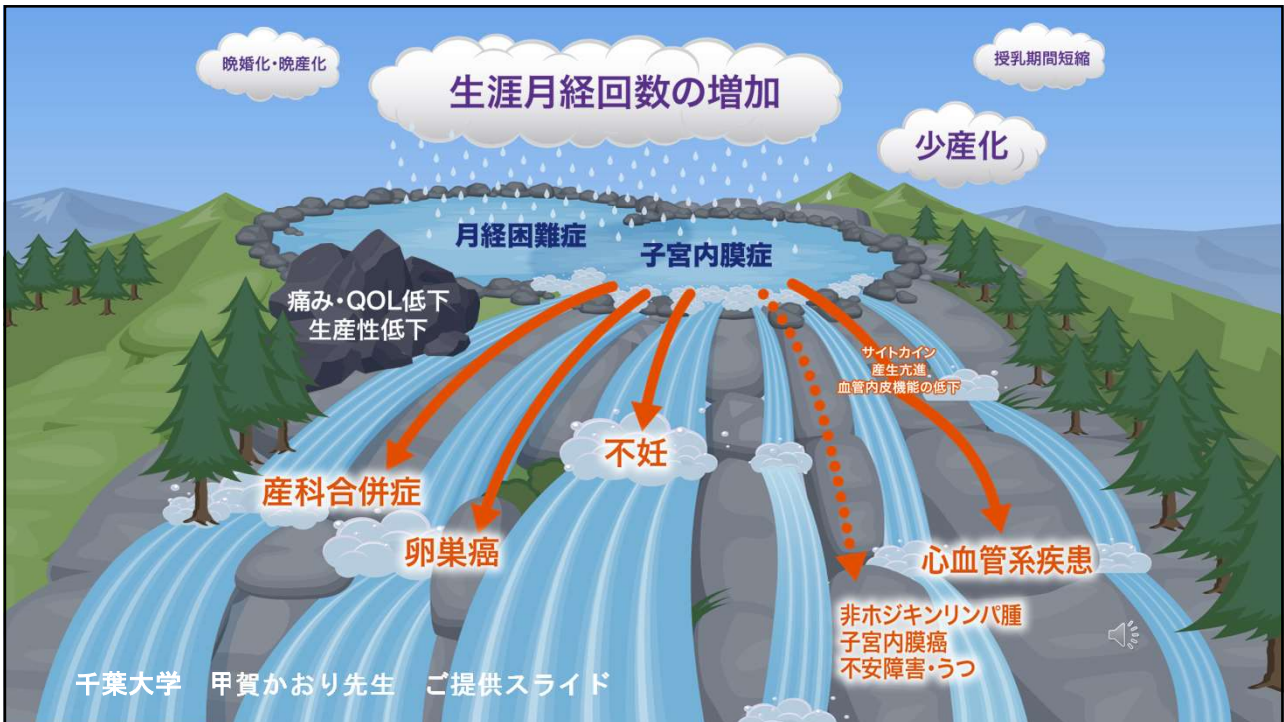 晩婚化・晩産化
生涯月経回数の増加
授乳期間短縮
少産化
月経困難症
子宮内膜症
痛み・QOL低下
生産性低下
サイトカイン
産生亢進
血管内皮機能の低下
不妊
産科合併症
卵巣癌
心血管系疾患
非ホジキンリンパ腫
子宮内膜癌
不安障害・うつ
千葉大学 甲賀かおり先生 ご提供スライド